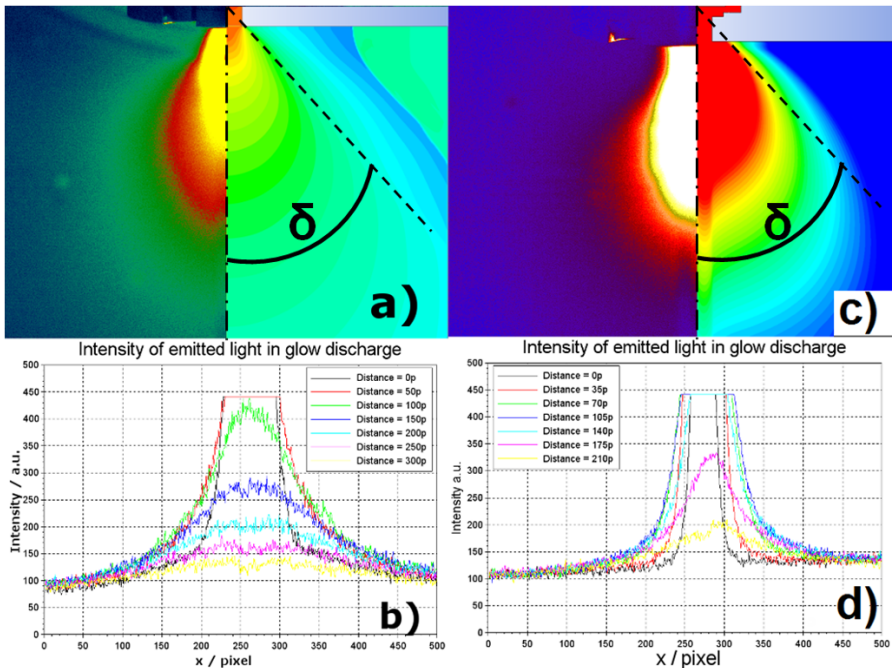 δ
a)
δ
c)
Intensity of emitted light in glow discharge
Intensity / a.u.
500
450
400
350
300
250
200
150
100
50
0
Distance = 0p
Distance = 50p
Distance = 100p
Distance = 150p
Distance = 200p
Distance = 250p
Distance = 300p
b)
0 50 100 150 200 250 300 350 400 450 500
x / pixel
Intensity of emitted light in glow discharge
Intensity a.u.
500
450
400
350
300
250
200
150
100
50
0
Distance = 0p
Distance = 35p
Distance = 70p
Distance = 105p
Distance = 140p
Distance = 175p
Distance = 210p
d)
0 50 100 150 200 250 300 350 400 450 500
x / pixel